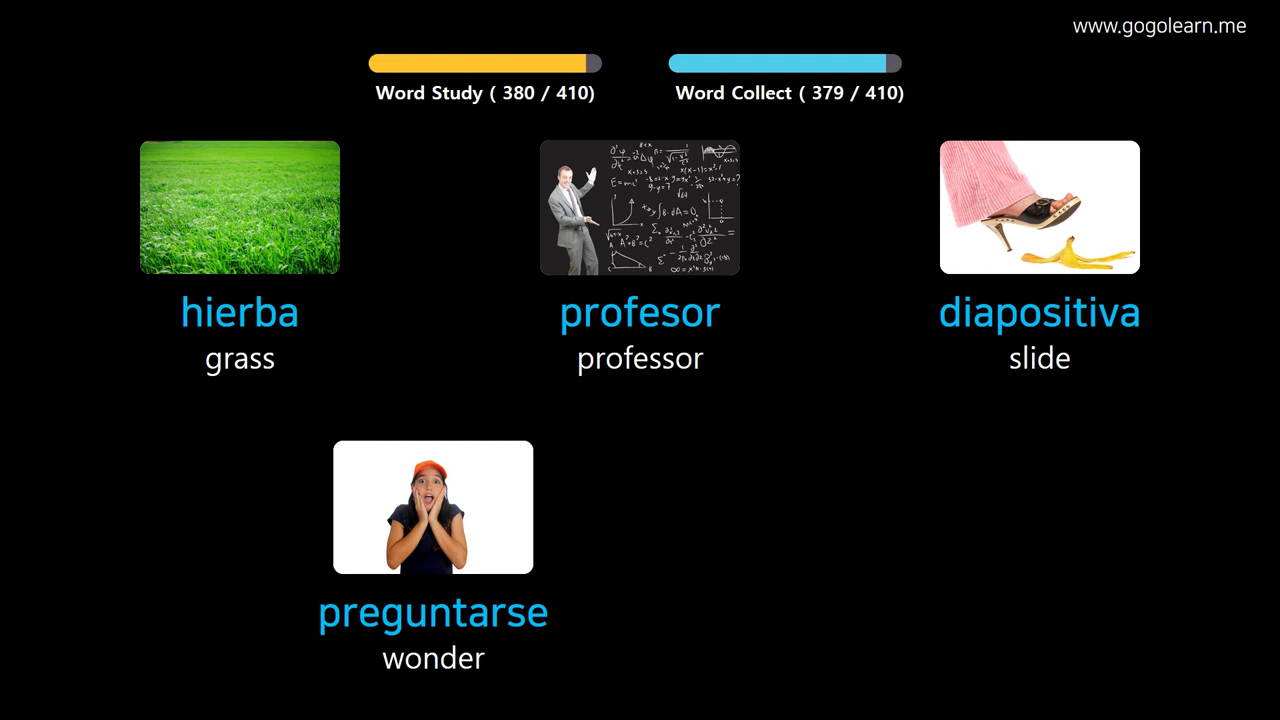 www.gogolearn.me
Word Study ( 380 / 410)
Word Collect ( 379 / 410)
hierba
grass
profesor
professor
diapositiva
slide
preguntarse
wonder